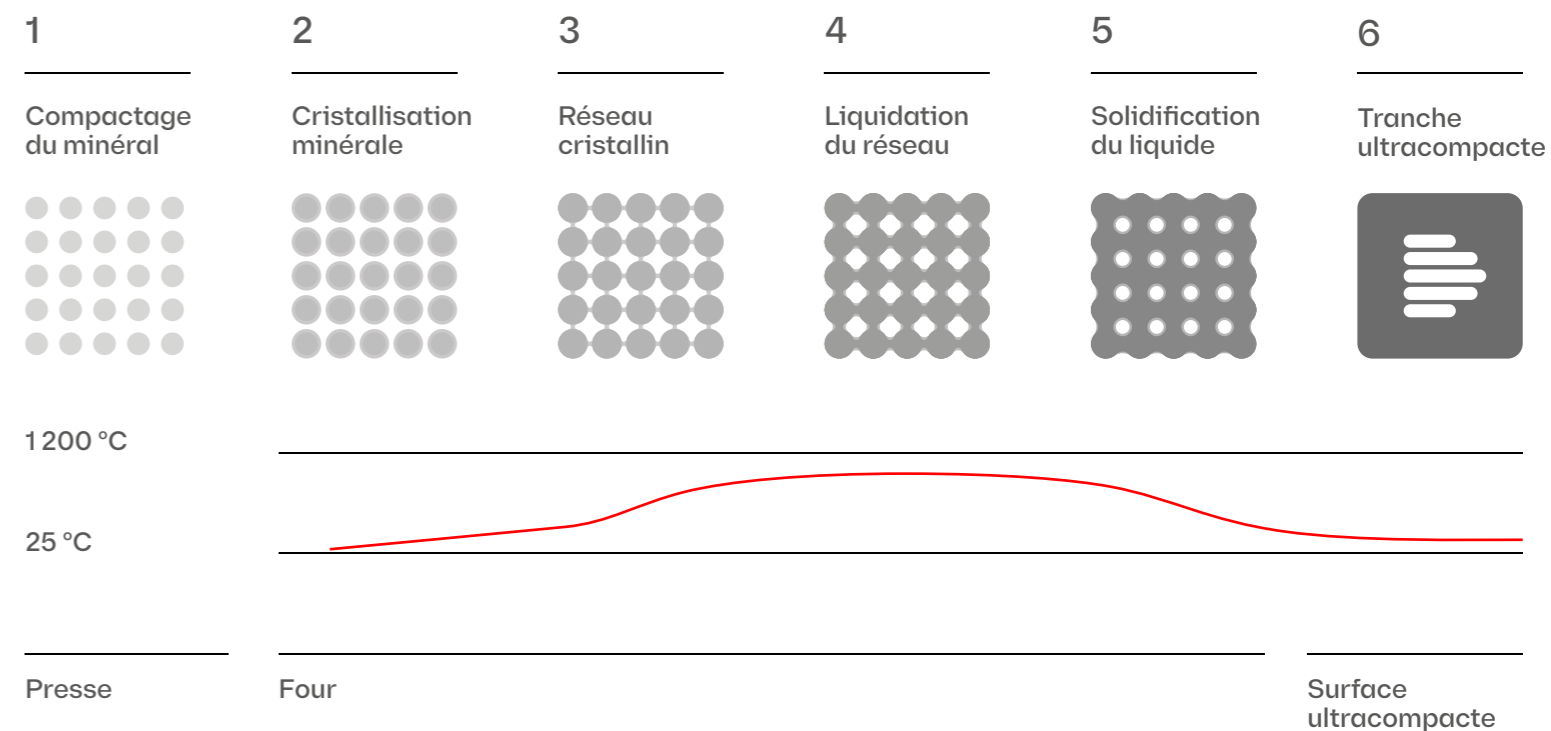 1
Compactage
du minéral
2
Cristallisation
minérale
3
Réseau
cristallin
4
Liquidation
du réseau
5
Solidification
du liquide
6
Tranche
ultracompacte
1 200 °C
25 °C
Presse
Four
Surface
ultracompacte